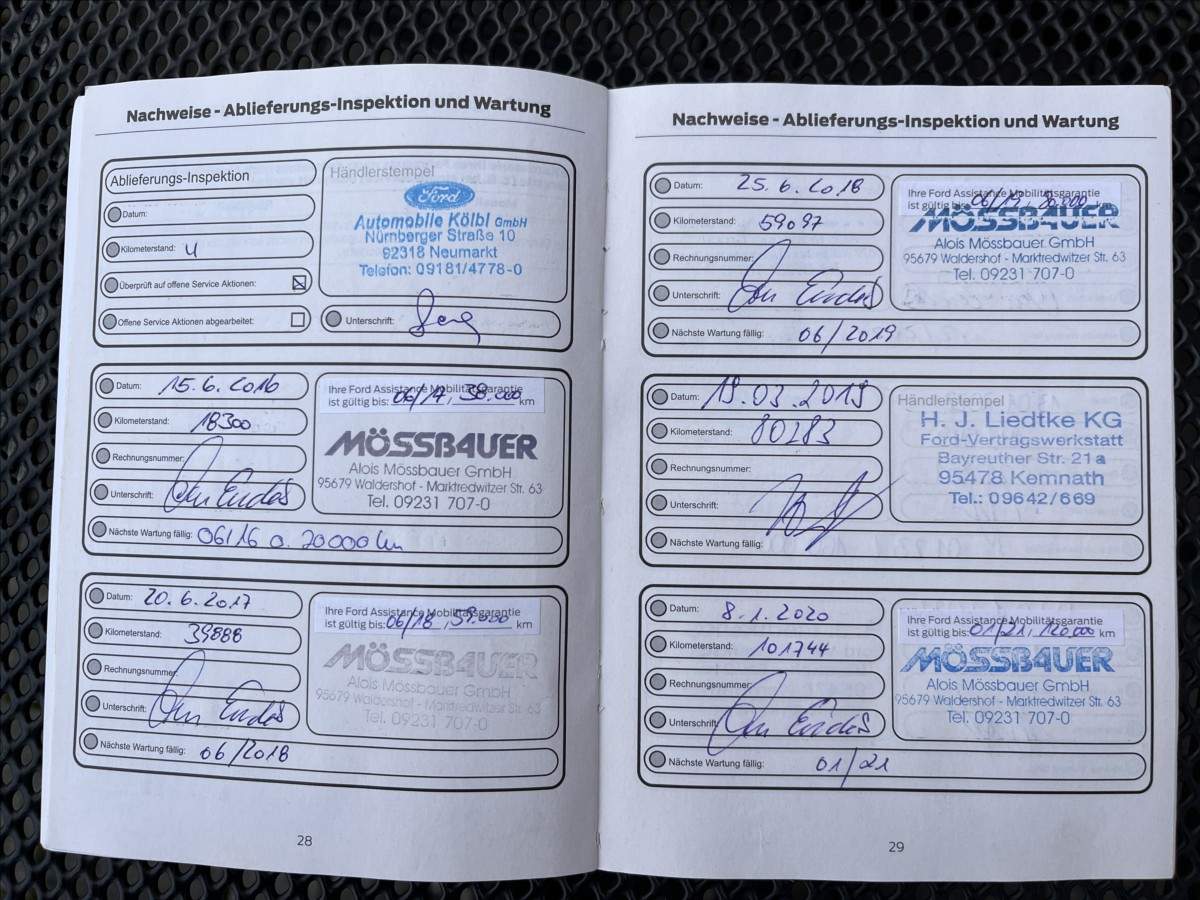 Nachweise - Ablieferungs-Inspektion und Wartung
Ablieferungs-Inspektion
Datum:
Kilometerstand: 4
Überprüft auf offene Service Aktionen:
Offene Service Aktionen abgearbeitet:
Händlerstempel
Ford
Automobile Kölbl GmbH
Nürnberger Straße 10
92318 Neumarkt
Telefon: 09181/4778-0
Unterschrift:
Datum: 15.6.2016
Kilometerstand: 18300
Rechnungsnummer:
Unterschrift:
Nächste Wartung fällig: 06/16 o. 20000 km
Ihre Ford Assistance Mobilitätsgarantie
ist gültig bis: 06/17, 38.000 km
MÖSSBAUER
Alois Mössbauer GmbH
95679 Waldershof - Marktredwitzer Str. 63
Tel. 09231 707-0
Datum: 20.6.2017
Kilometerstand: 39888
Rechnungsnummer:
Unterschrift:
Nächste Wartung fällig: 06/2018
Ihre Ford Assistance Mobilitätsgarantie
ist gültig bis: 06/18, 59.000 km
MÖSSBAUER
Alois Mössbauer GmbH
95679 Waldershof - Marktredwitzer Str. 63
Tel. 09231 707-0
28
Nachweise - Ablieferungs-Inspektion und Wartung
Datum: 25.6.2018
Kilometerstand: 59097
Rechnungsnummer:
Unterschrift:
Nächste Wartung fällig: 06/2019
Ihre Ford Assistance Mobilitätsgarantie
ist gültig bis: 06/19, 80.000 km
MÖSSBAUER
Alois Mössbauer GmbH
95679 Waldershof - Marktredwitzer Str. 63
Tel. 09231 707-0
Datum: 19.03.2019
Kilometerstand: 80283
Rechnungsnummer:
Unterschrift:
Nächste Wartung fällig:
Händlerstempel
H. J. Liedtke KG
Ford-Vertragswerkstatt
Bayreuther Str. 21a
95478 Kemnath
Tel.: 09642/669
Datum: 8.1.2020
Kilometerstand: 101744
Rechnungsnummer:
Unterschrift:
Nächste Wartung fällig: 01/21
Ihre Ford Assistance Mobilitätsgarantie
ist gültig bis: 01/21, 120.000 km
MÖSSBAUER
Alois Mössbauer GmbH
95679 Waldershof - Marktredwitzer Str. 63
Tel. 09231 707-0
29